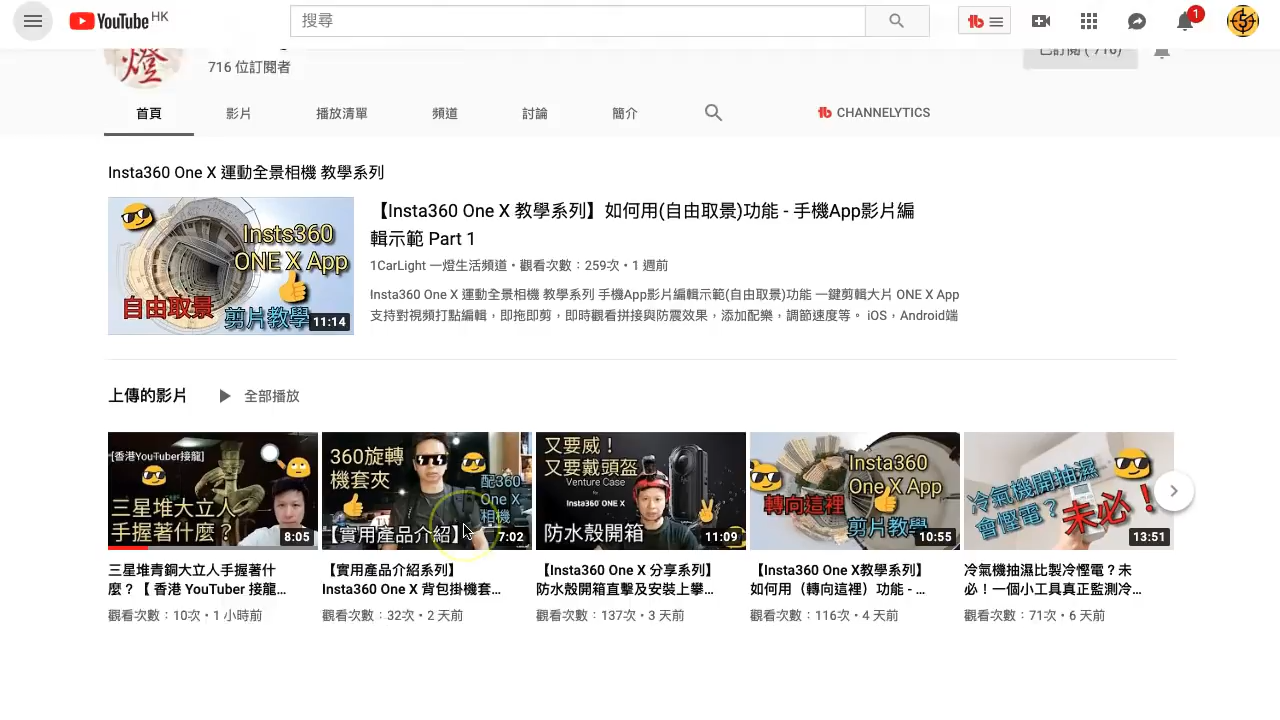 YouTube HK
搜尋
1
燈
716 位訂閱者
已訂閱 ( 716)
首頁
影片
播放清單
頻道
討論
簡介
CHANNELYTICS
Insta360 One X 運動全景相機 教學系列
Insts360
ONE X App
自由取景
剪片教學
11:14
【Insta360 One X 教學系列】如何用(自由取景)功能 - 手機App影片編
輯示範 Part 1
1CarLight 一燈生活頻道・觀看次數：259次・1 週前
Insta360 One X 運動全景相機 教學系列 手機App影片編輯示範(自由取景)功能 一鍵剪輯大片 ONE X App
支持對視頻打點編輯，即拖即剪，即時觀看拼接與防震效果，添加配樂，調節速度等。 iOS，Android端
上傳的影片
全部播放
[香港YouTuber接龍]
三星堆大立人
手握著什麼？
8:05
三星堆青銅大立人手握著什
麼？【 香港 YouTuber 接龍...
觀看次數：10次・1 小時前
360旋轉
機套夾
配360
One X
相機
【實用產品介紹】
7:02
【實用產品介紹系列】
Insta360 One X 背包掛機套...
觀看次數：32次・2 天前
又要威！
又要戴頭盔
Venture Case
Insta360 ONE X
防水殼開箱
11:09
【Insta360 One X 分享系列】
防水殼開箱直擊及安裝上攀...
觀看次數：137次・3 天前
Insta360
One X App
轉向這裡
剪片教學
10:55
【Insta360 One X教學系列】
如何用（轉向這裡）功能 - ...
觀看次數：116次・4 天前
冷氣機開抽濕
會慳電？
未必！
13:51
冷氣機抽濕比製冷慳電？未
必！一個小工具真正監測冷...
觀看次數：71次・6 天前